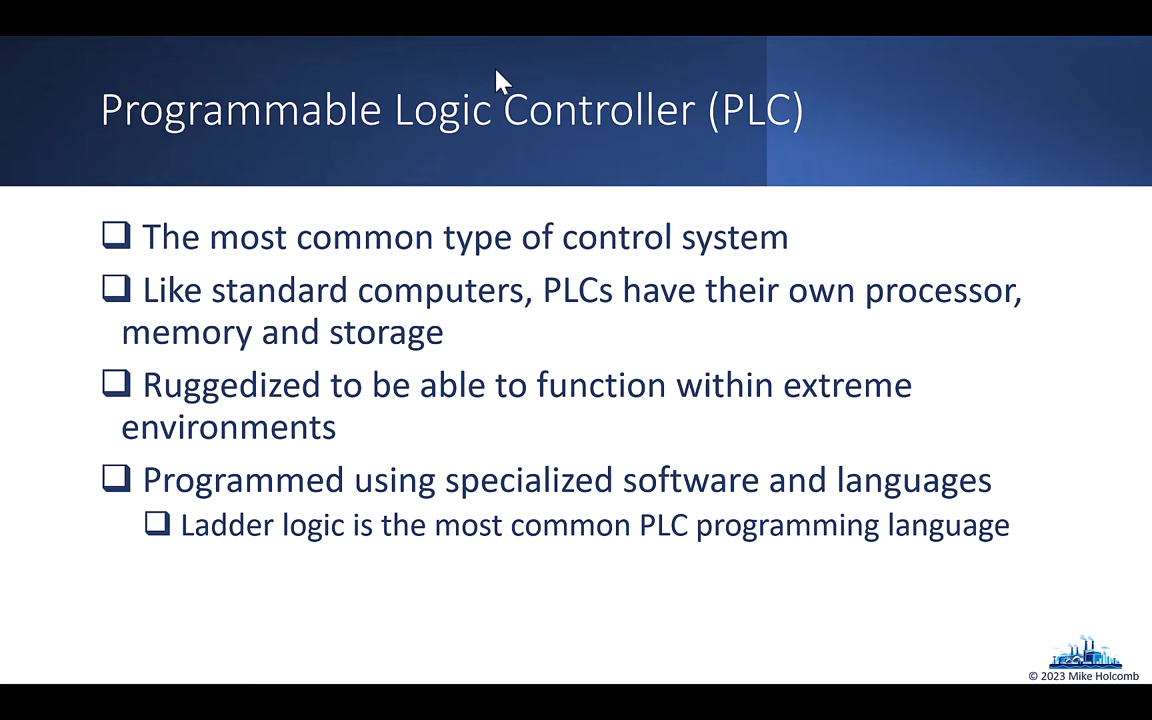 Programmable Logic Controller (PLC)
The most common type of control system
Like standard computers, PLCs have their own processor,
memory and storage
Ruggedized to be able to function within extreme
environments
Programmed using specialized software and languages
Ladder logic is the most common PLC programming language
© 2023 Mike Holcomb